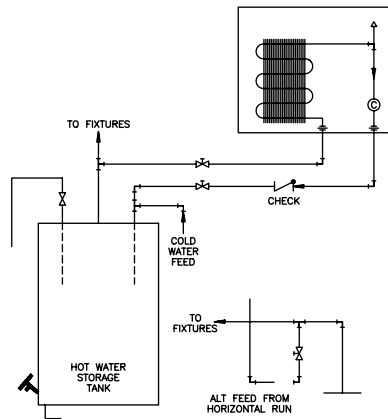 C
TO FIXTURES
CHECK
COLD
WATER
FEED
TO
FIXTURES
HOT WATER
STORAGE
TANK
ALT FEED FROM
HORIZONTAL RUN